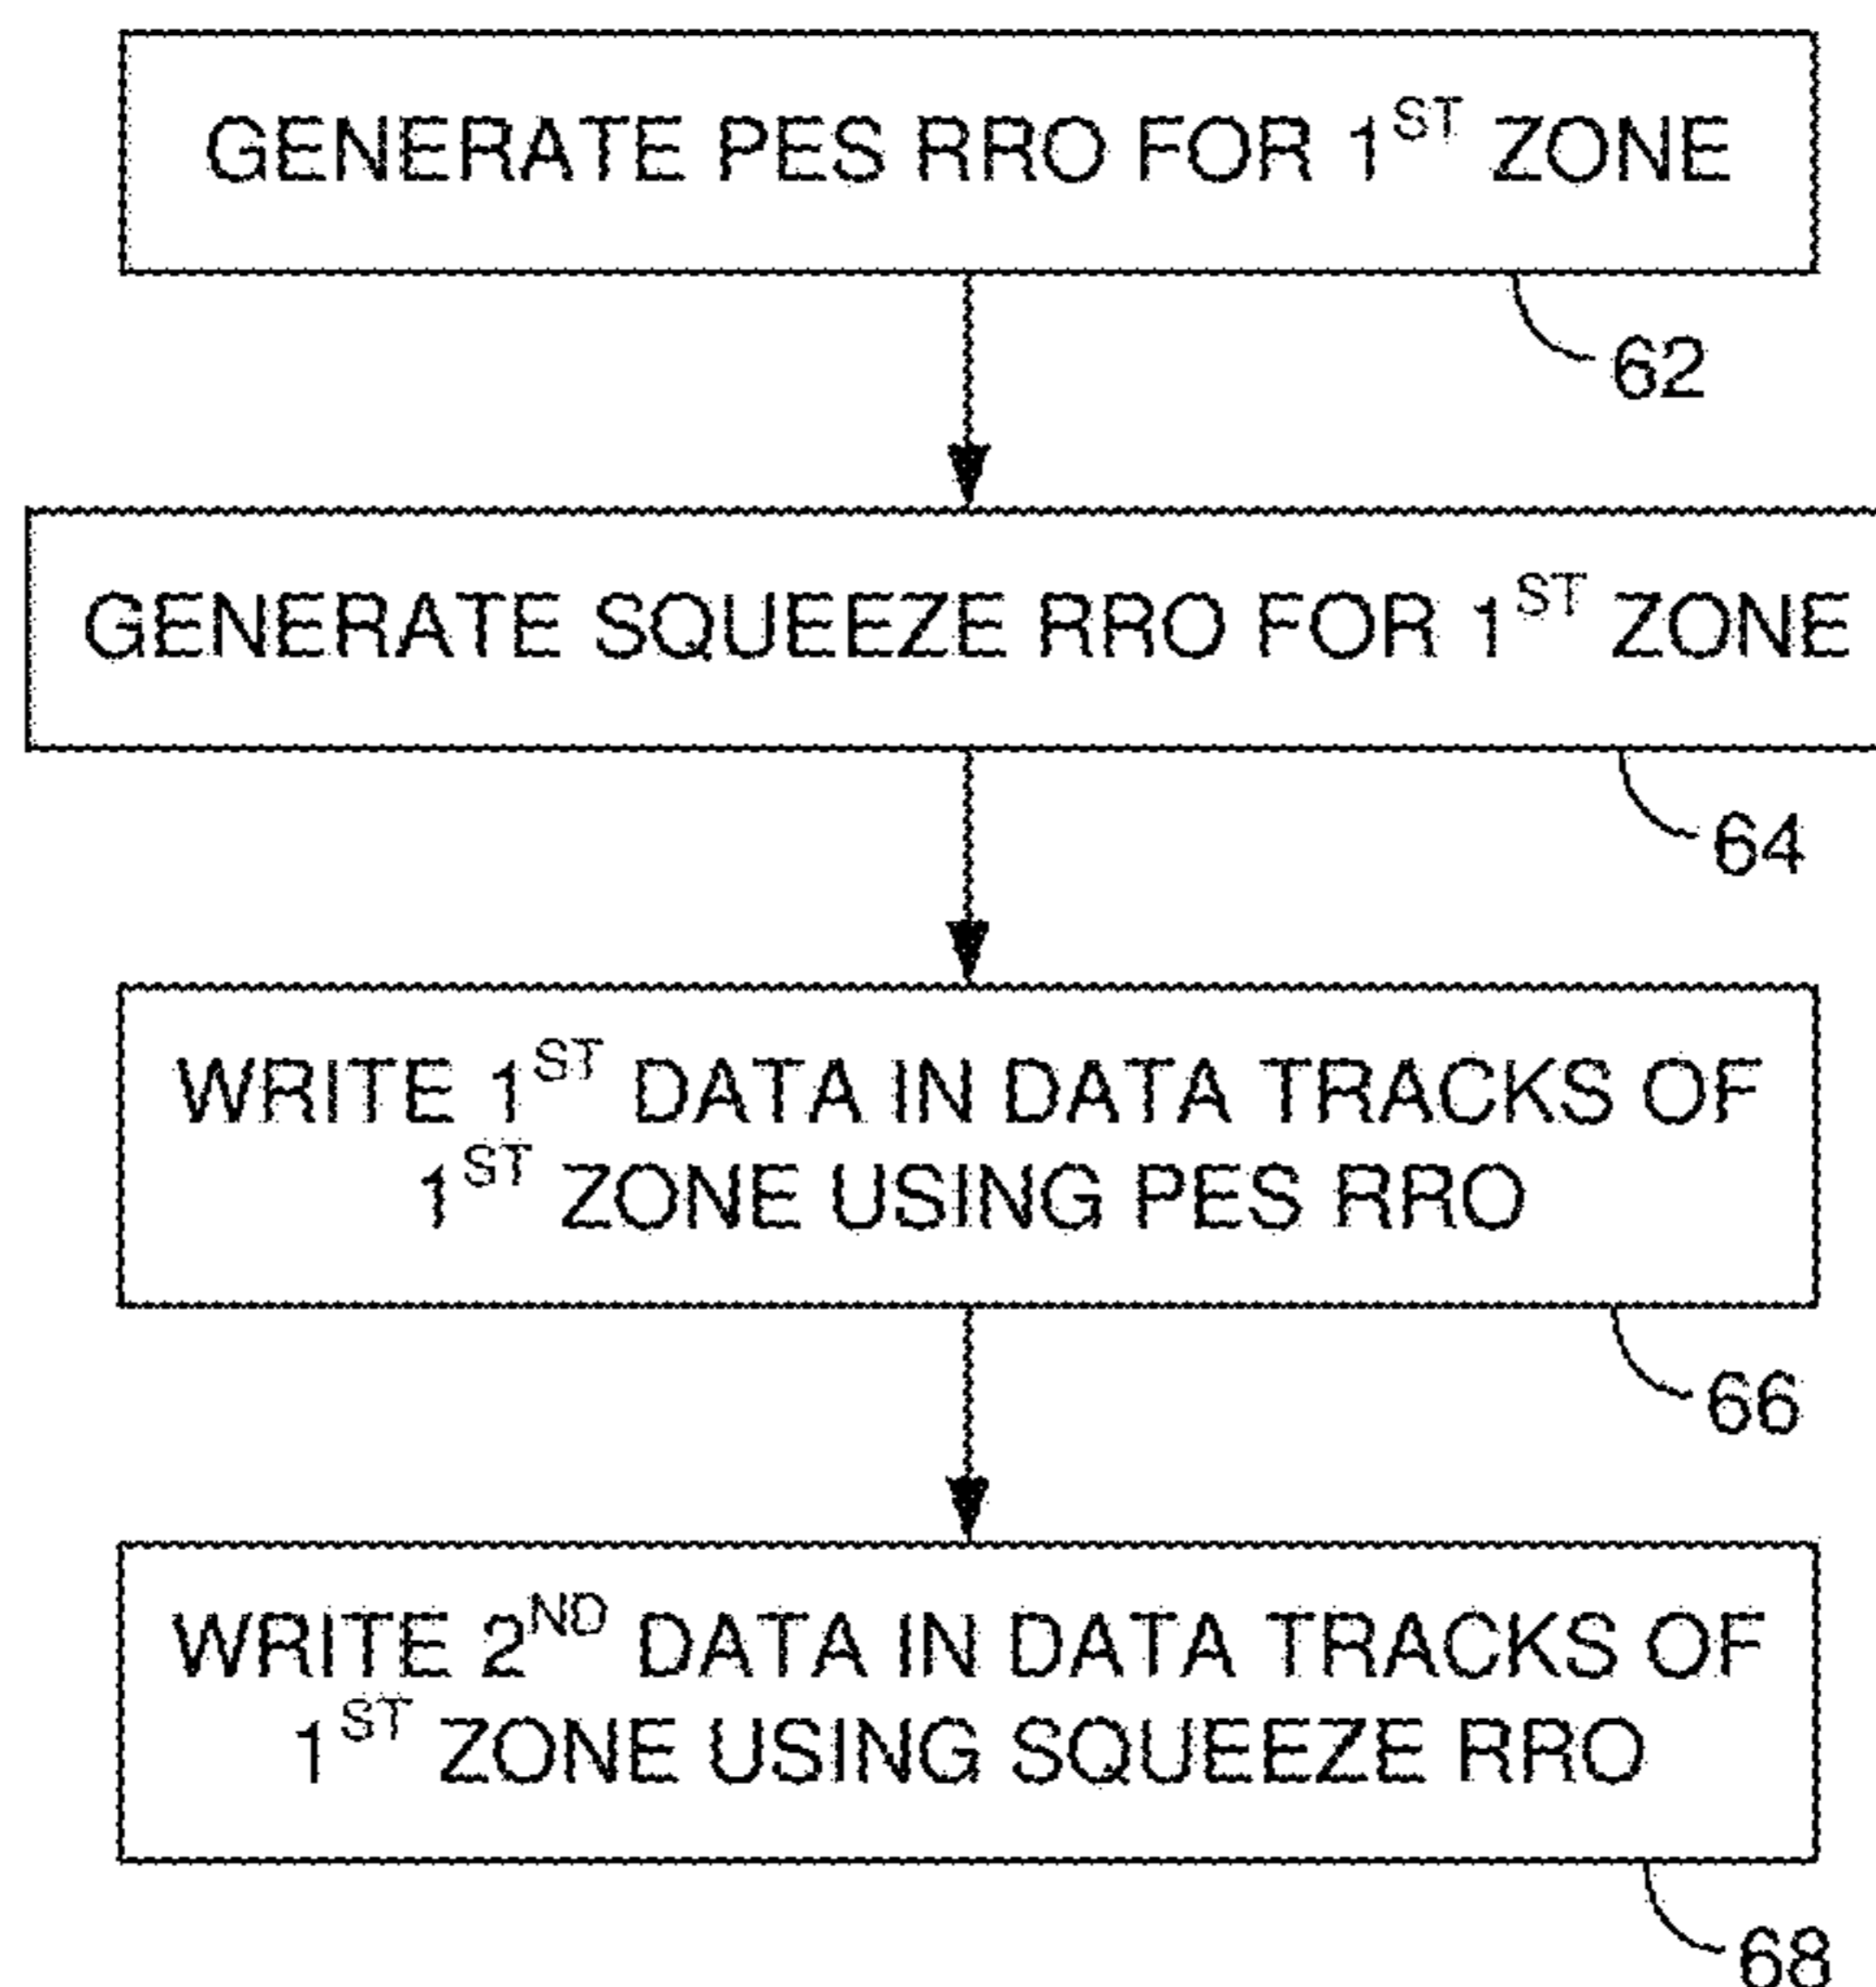 GENERATE PES RRO FOR 1ST ZONE
62
GENERATE SQUEEZE RRO FOR 1ST ZONE
64
WRITE 1ST DATA IN DATA TRACKS OF
1ST ZONE USING PES RRO
66
WRITE 2ND DATA IN DATA TRACKS OF
1ST ZONE USING SQUEEZE RRO
68